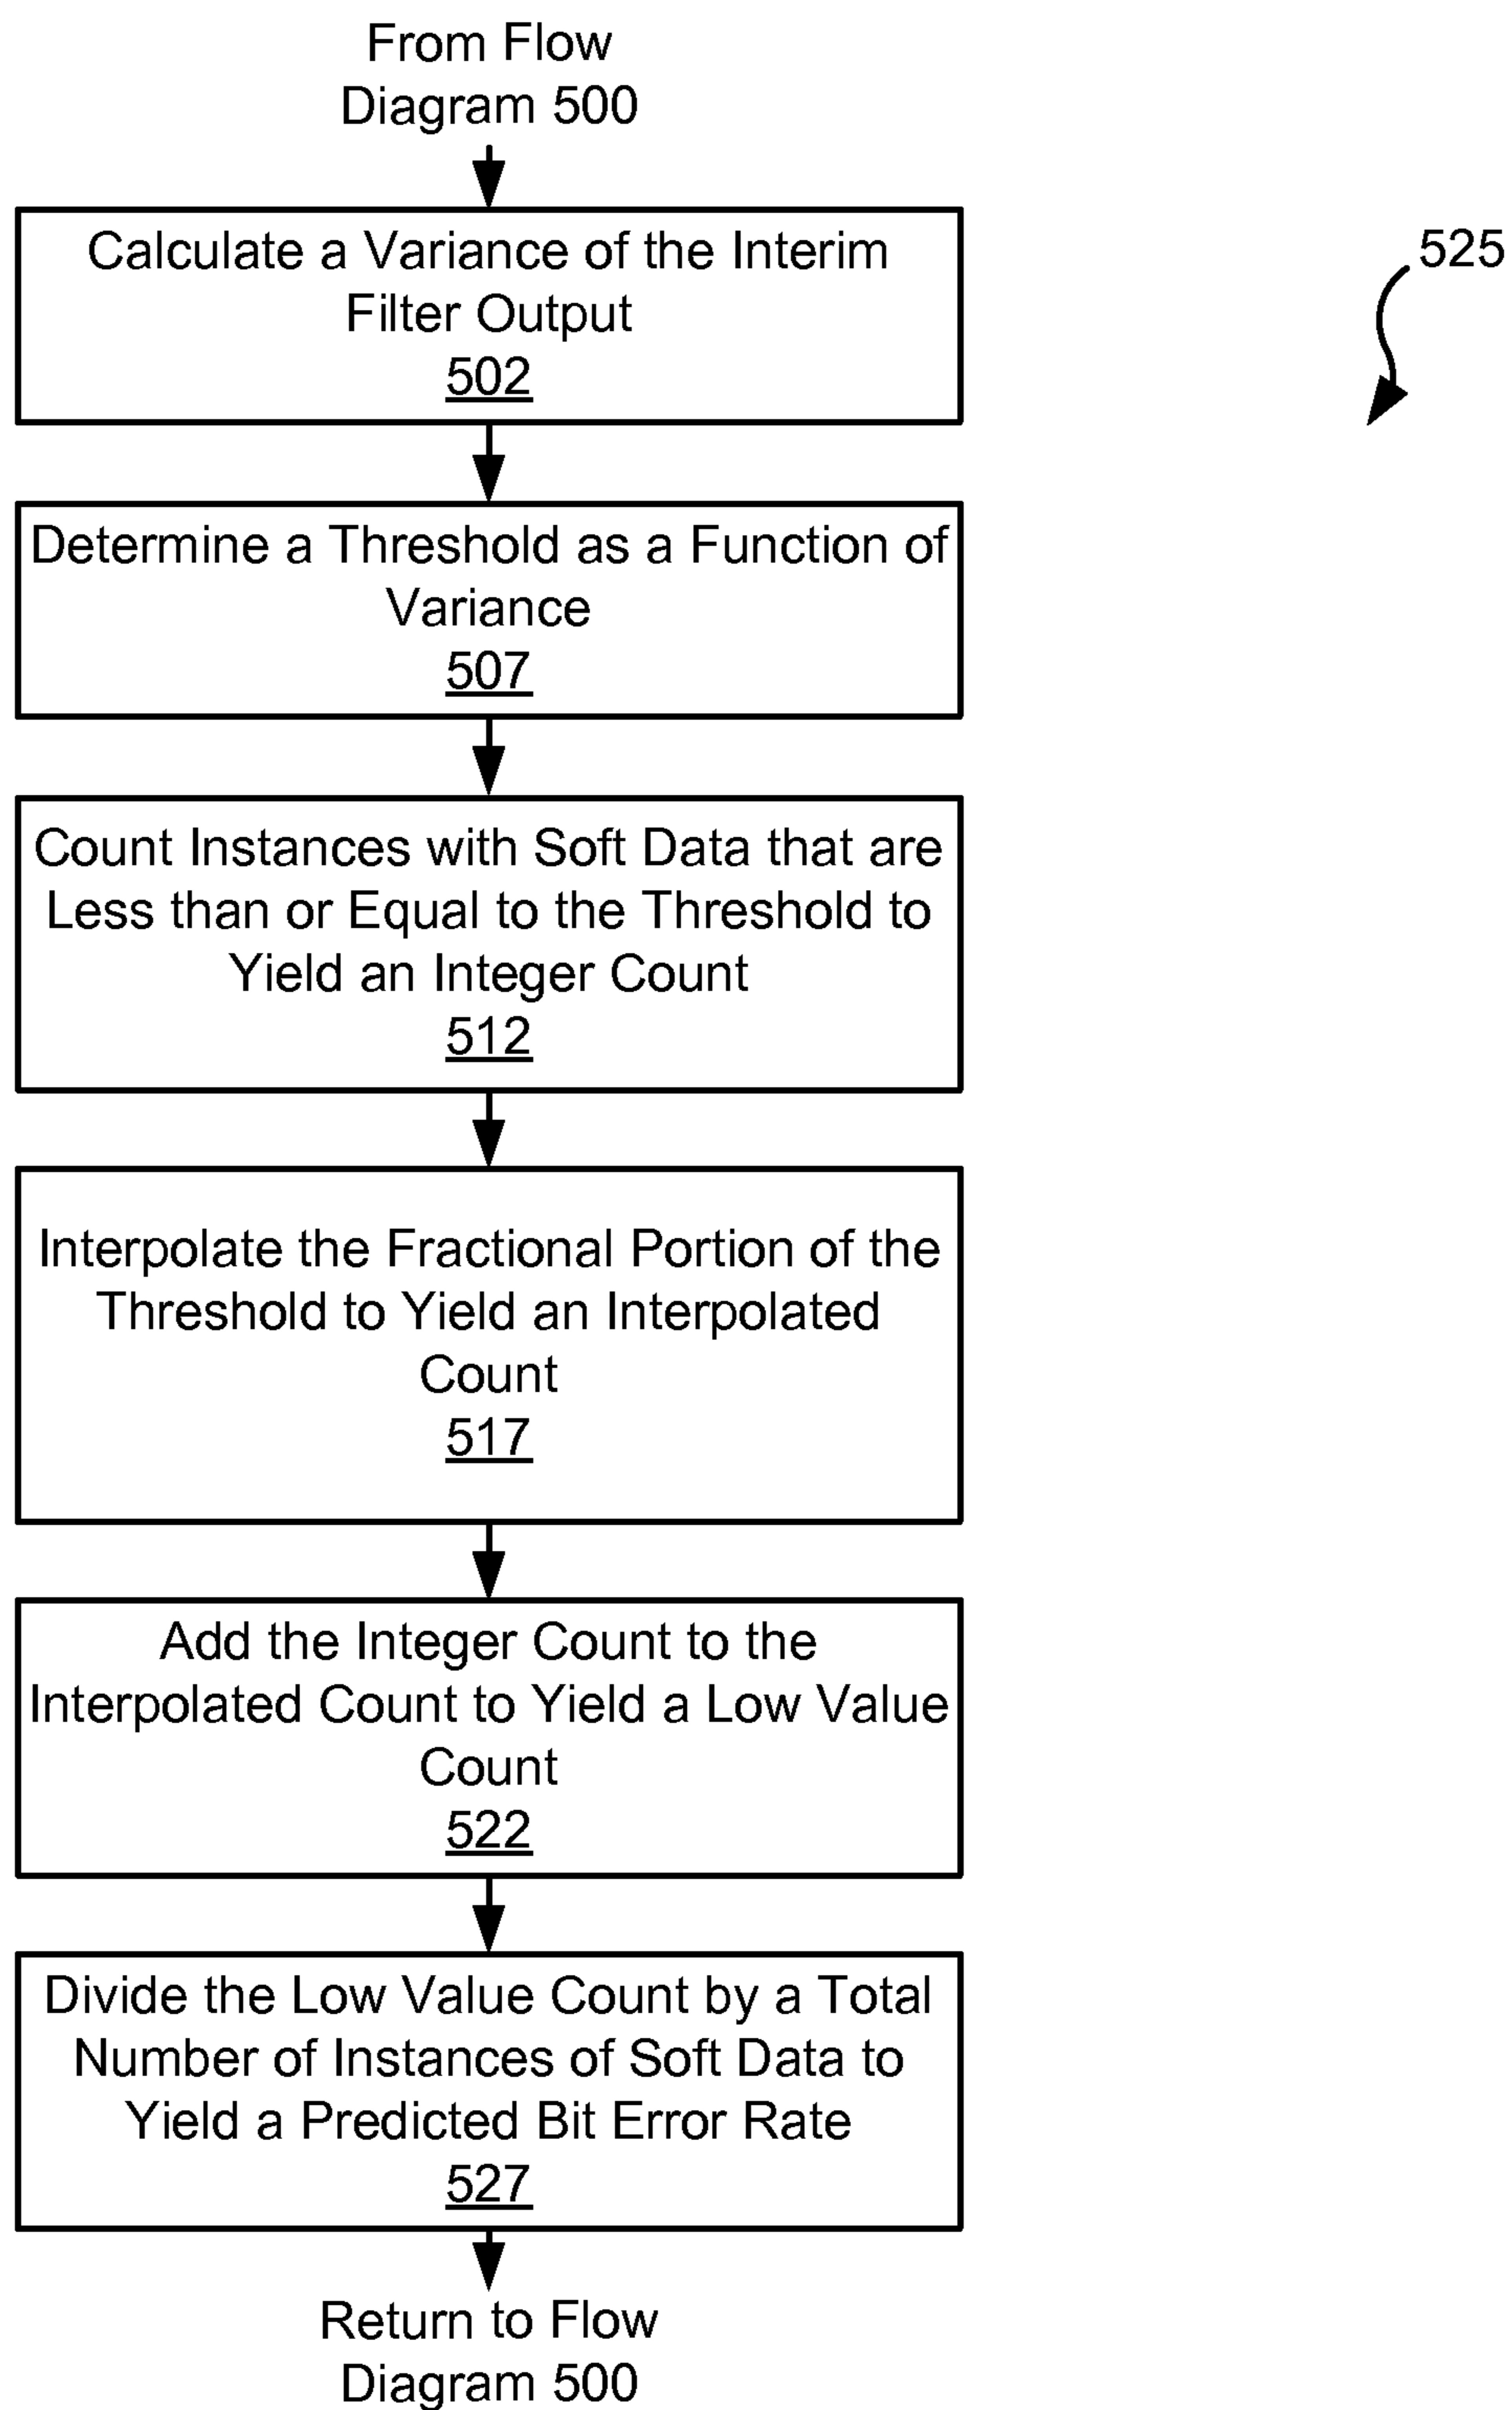 From Flow
Diagram 500
525
Calculate a Variance of the Interim
Filter Output
502
Determine a Threshold as a Function of
Variance
507
Count Instances with Soft Data that are
Less than or Equal to the Threshold to
Yield an Integer Count
512
Interpolate the Fractional Portion of the
Threshold to Yield an Interpolated
Count
517
Add the Integer Count to the
Interpolated Count to Yield a Low Value
Count
522
Divide the Low Value Count by a Total
Number of Instances of Soft Data to
Yield a Predicted Bit Error Rate
527
Return to Flow
Diagram 500